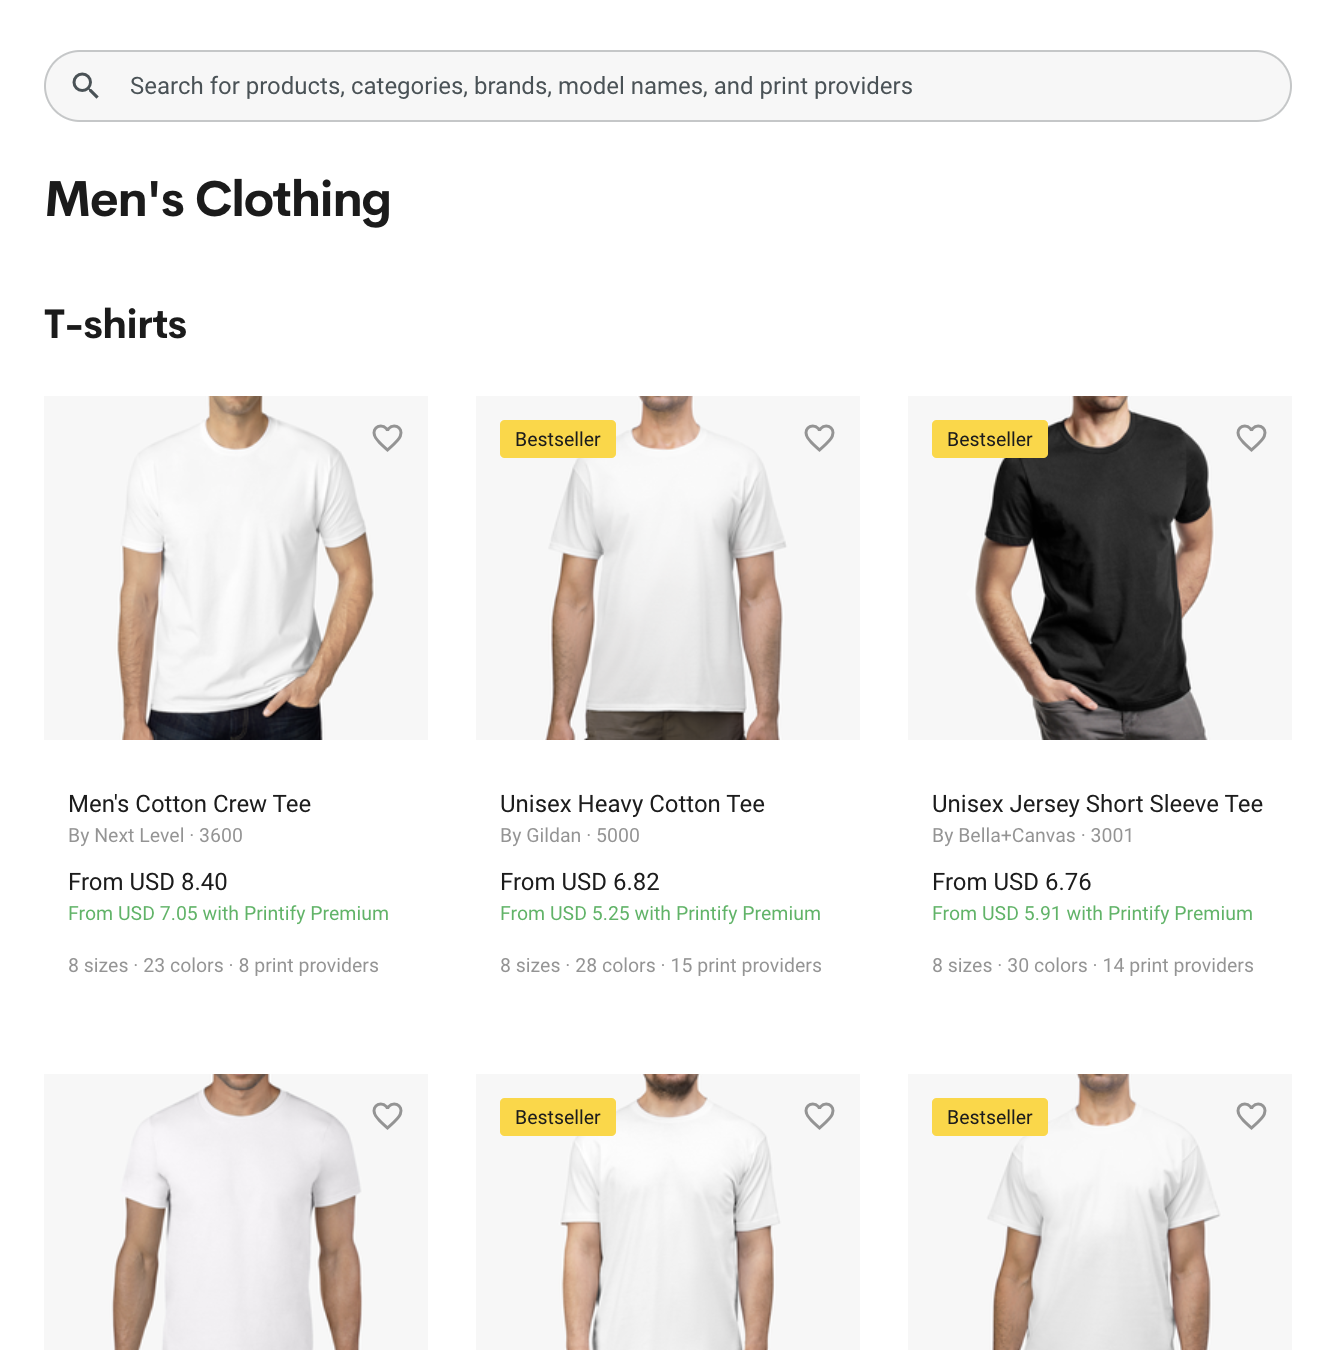 Search for products, categories, brands, model names, and print providers
Men's Clothing
T-shirts
Bestseller
Bestseller
Men's Cotton Crew Tee
By Next Level · 3600
From USD 8.40
From USD 7.05 with Printify Premium
8 sizes · 23 colors · 8 print providers
Unisex Heavy Cotton Tee
By Gildan · 5000
From USD 6.82
From USD 5.25 with Printify Premium
8 sizes · 28 colors · 15 print providers
Unisex Jersey Short Sleeve Tee
By Bella+Canvas · 3001
From USD 6.76
From USD 5.91 with Printify Premium
8 sizes · 30 colors · 14 print providers
Bestseller
Bestseller